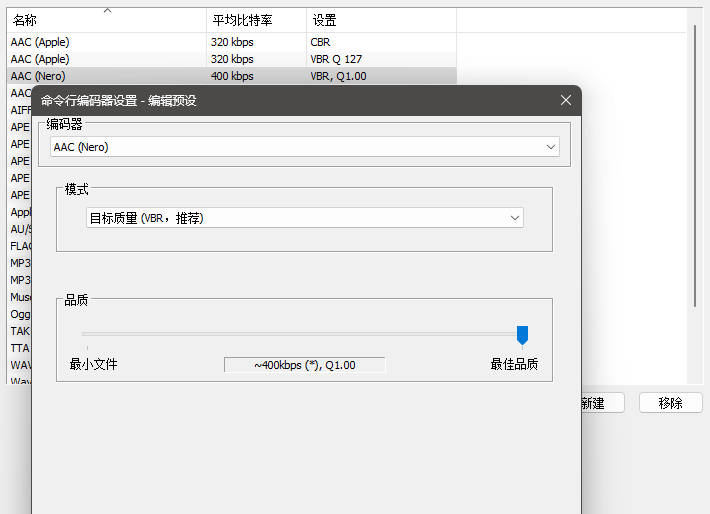 名称 平均比特率 设置
AAC (Apple) 320 kbps CBR
AAC (Apple) 320 kbps VBR Q 127
AAC (Nero) 400 kbps VBR, Q1.00
AAC
AIFF
APE
APE
APE
APE
APE
Appl
AU/S
FLAC
MP3
MP3
Muse
Ogg
TAK
TTA
WAV
Wav
命令行编码器设置 - 编辑预设
编码器
AAC (Nero)
模式
目标质量 (VBR，推荐)
品质
最小文件 ~400kbps (*), Q1.00 最佳品质
新建 移除